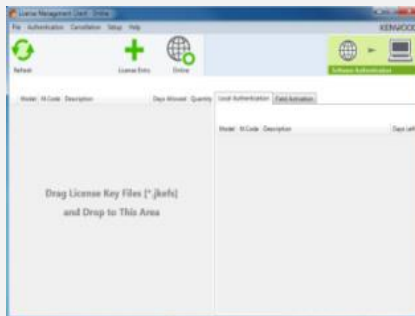 License Management Client - Online
File Authentication Cancellation Setup Help
KENWOOD
Refresh License Entry Online Software Authentication
Model M.Code Description Days Allowed Quantity
Local Authentication Field Activation
Model M.Code Description Days Left
Drag License Key Files [*.jkefs]
and Drop to This Area